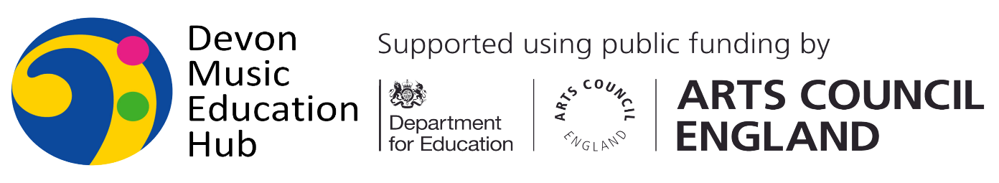 Devon
Music
Education
Hub
Supported using public funding by
Department
for Education
ARTS COUNCIL
ENGLAND
ARTS COUNCIL
ENGLAND